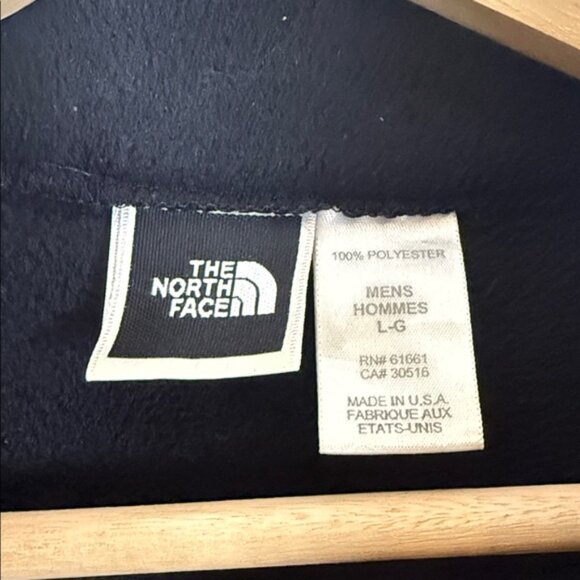 THE
NORTH
FACE
100% POLYESTER
MENS
HOMMES
L-G
RN# 61661
CA# 30516
MADE IN U.S.A.
FABRIQUE AUX
ETATS-UNIS